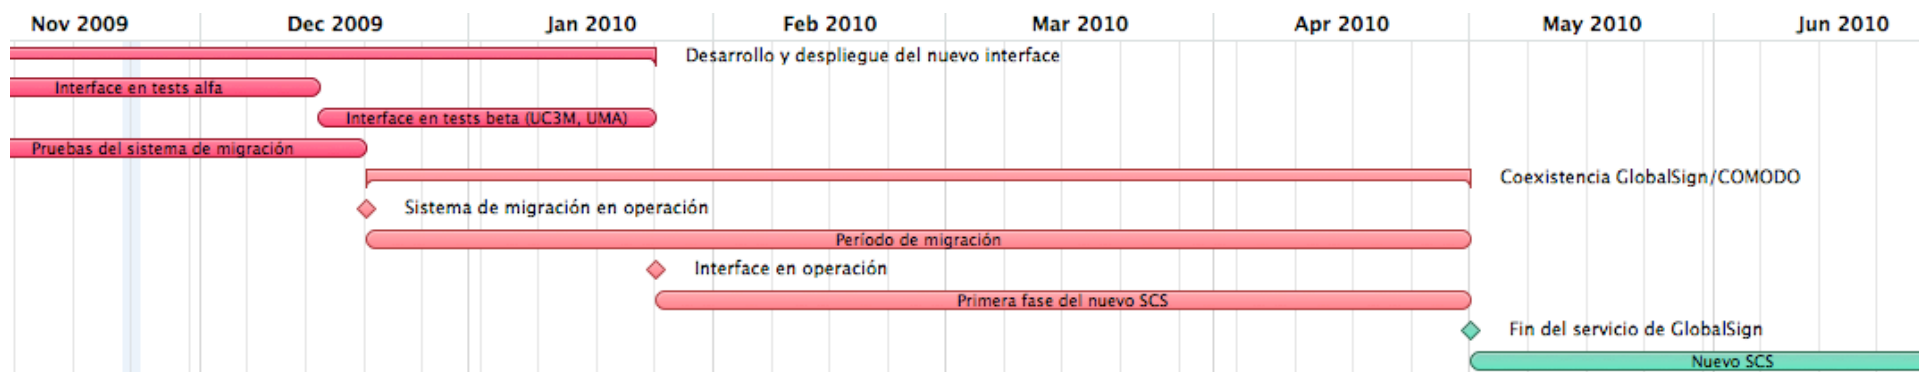 Nov 2009 Dec 2009 Jan 2010 Feb 2010 Mar 2010 Apr 2010 May 2010 Jun 2010
Desarrollo y despliegue del nuevo interface
Interface en tests alfa
Interface en tests beta (UC3M, UMA)
Pruebas del sistema de migración
Coexistencia GlobalSign/COMODO
Sistema de migración en operación
Período de migración
Interface en operación
Primera fase del nuevo SCS
Fin del servicio de GlobalSign
Nuevo SCS